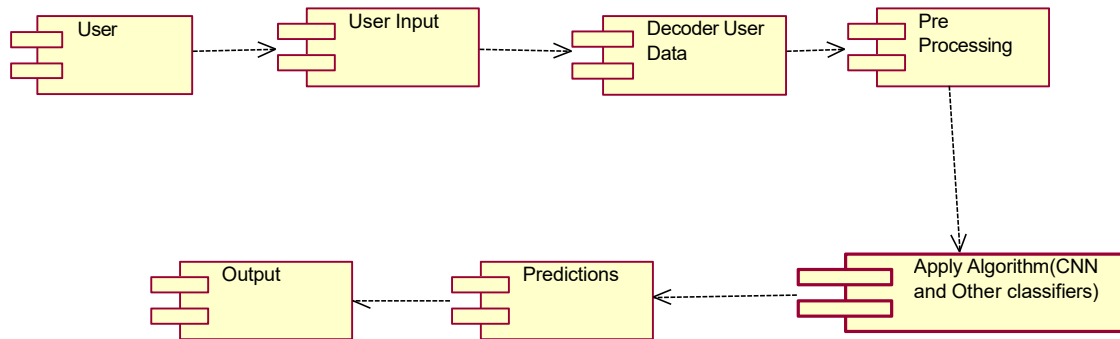 User
User Input
Decoder User
Data
Pre
Processing
Apply Algorithm(CNN
and Other classifiers)
Predictions
Output